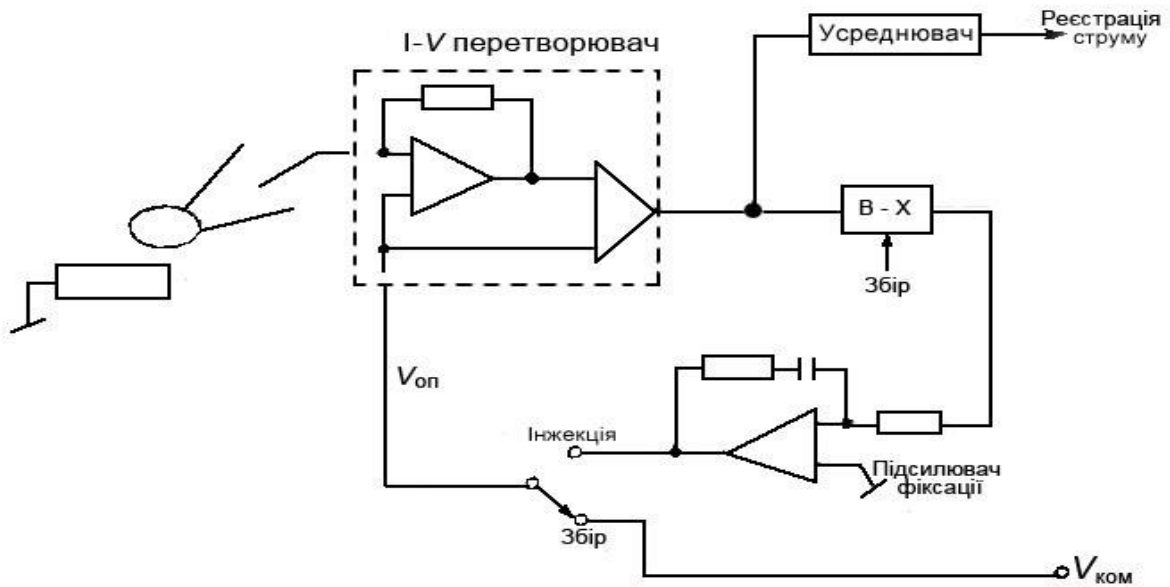 I-V перетворювач
Усреднювач
Реєстрація
струму
В - Х
Збір
Vоп
Інжекція
Підсилювач
фіксації
Збір
Vком